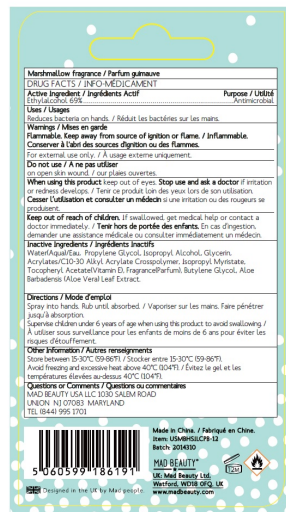 Marshmallow fragrance / Parfum guimauve
DRUG FACTS / INFO-MÉDICAMENT
Active Ingredient / Ingrédients Actif Purpose / Utilité
Ethylalcohol 69% Antimicrobial
Uses / Usages
Reduces bacteria on hands. / Réduit les bactéries sur les mains.
Warnings / Mises en garde
Flammable. Keep away from source of ignition or flame. / Inflammable.
Conserver à l'abri des sources d'ignition ou des flammes.
For external use only. / À usage externe uniquement.
Do not use / A ne pas utiliser
on open skin wound. / our plaies ouvertes.
When using this product keep out of eyes. Stop use and ask a doctor if irritation
or redness develops. / Tenir ce produit loin des yeux lors de son utilisation.
Cesser l'utilisation et consulter un médecin si une irritation ou des rougeurs se
produisent.
Keep out of reach of children. If swallowed, get medical help or contact a
doctor immediately. / Tenir hors de portée des enfants. En cas d'ingestion,
demander une assistance médicale ou consulter immédiatement un médecin.
Inactive Ingredients / Ingrédients Inactifs
Water(Aqua)/Eau, Propylene Glycol, Isopropyl Alcohol, Glycerin,
Acrylates/C10-30 Alkyl Acrylate Crosspolymer, Isopropyl Myristate,
Tocopheryl Acetate(Vitamin E), Fragrance(Parfum), Butylene Glycol, Aloe
Barbadensis (Aloe Vera) Leaf Extract.
Directions / Mode d'emploi
Spray into hands. Rub until absorbed. / Vaporiser sur les mains. Faire pénétrer
jusqu'à absorption.
Supervise children under 6 years of age when using this product to avoid swallowing. /
À utiliser sous surveillance pour les enfants de moins de 6 ans pour éviter les
risques d'étouffement.
Other Information / Autres renseignments
Store between 15-30°C (59-86°F). / Stocker entre 15-30°C (59-86°F).
Avoid freezing and excessive heat above 40°C (104°F). / Évitez le gel et les
températures élevées au-dessus 40°C (104°F).
Questions or Comments / Questions ou commentaires
MAD BEAUTY USA LLC 1030 SALEM ROAD
UNION NJ 07083 MARYLAND
TEL (844) 995 1701
Made in China. / Fabriqué en Chine.
Item: USMBHSILCPB-12
Batch: 2014310
MAD BEAUTY
UK: Mad Beauty Ltd.
Watford, WD18 0FQ, UK
www.madbeauty.com
5 060599 186191
Designed in the UK by Mad people.